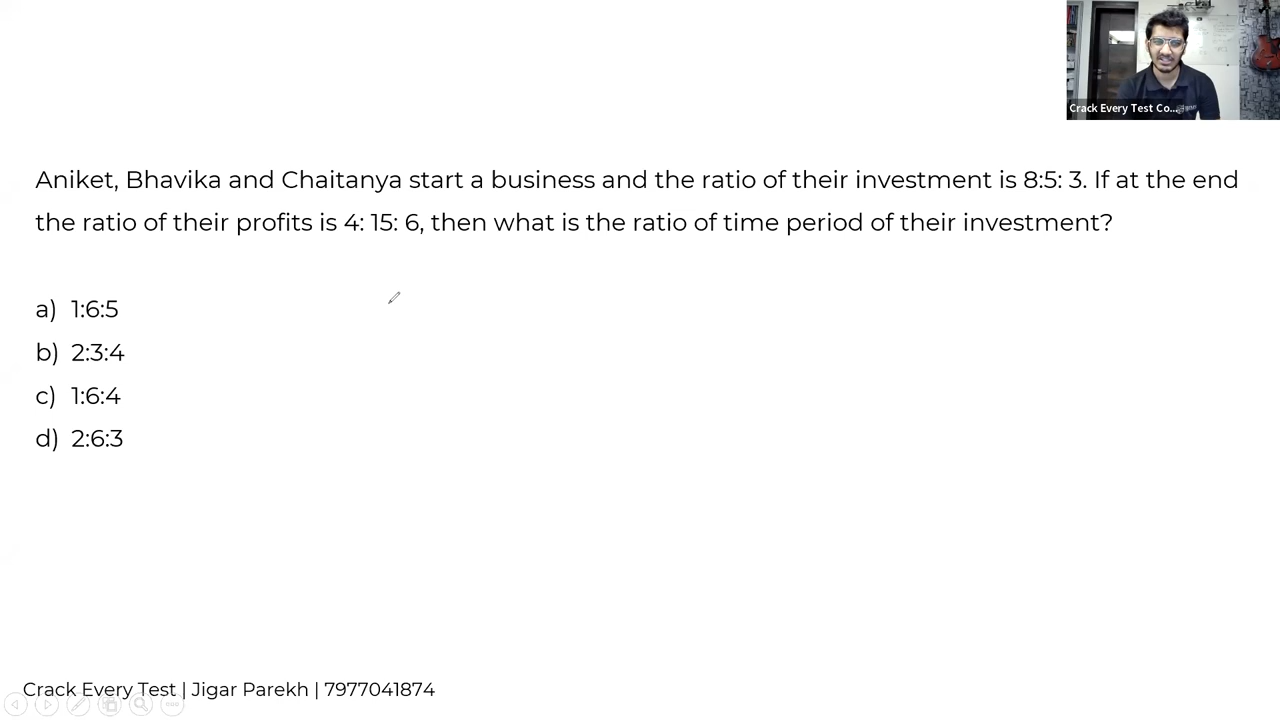 Crack Every Test Co...
Aniket, Bhavika and Chaitanya start a business and the ratio of their investment is 8:5: 3. If at the end
the ratio of their profits is 4: 15: 6, then what is the ratio of time period of their investment?
a) 1:6:5
b) 2:3:4
c) 1:6:4
d) 2:6:3
Crack Every Test | Jigar Parekh | 7977041874